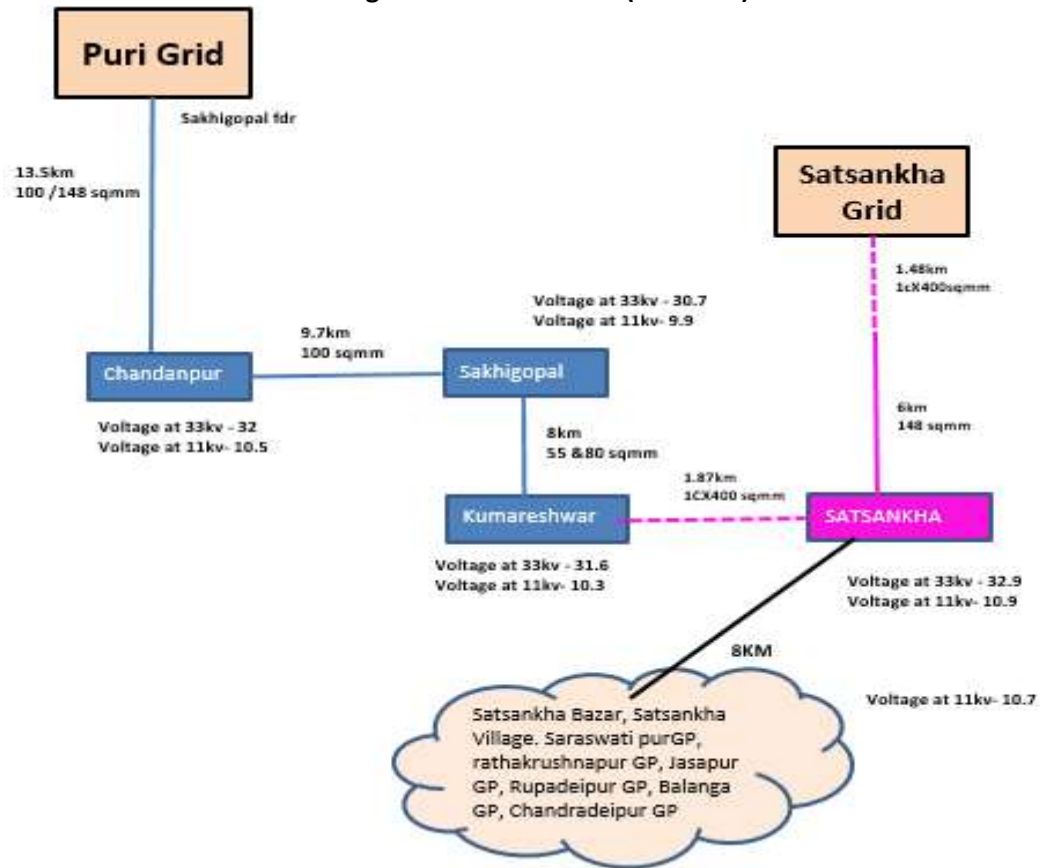 Puri Grid
Sakhigopal fdr
13.5km
100 /148 sqmm
Satsankha
Grid
1.48km
1cX400sqmm
Voltage at 33kv - 30.7
Voltage at 11kv- 9.9
9.7km
100 sqmm
Chandanpur
Sakhigopal
Voltage at 33kv - 32
Voltage at 11kv- 10.5
8km
55 &80 sqmm
6km
148 sqmm
1.87km
1CX400 sqmm
Kumareshwar
SATSANKHA
Voltage at 33kv - 31.6
Voltage at 11kv- 10.3
Voltage at 33kv - 32.9
Voltage at 11kv- 10.9
8KM
Voltage at 11kv- 10.7
Satsankha Bazar, Satsankha
Village. Saraswati purGP,
rathakrushnapur GP, Jasapur
GP, Rupadeipur GP, Balanga
GP, Chandradeipur GP